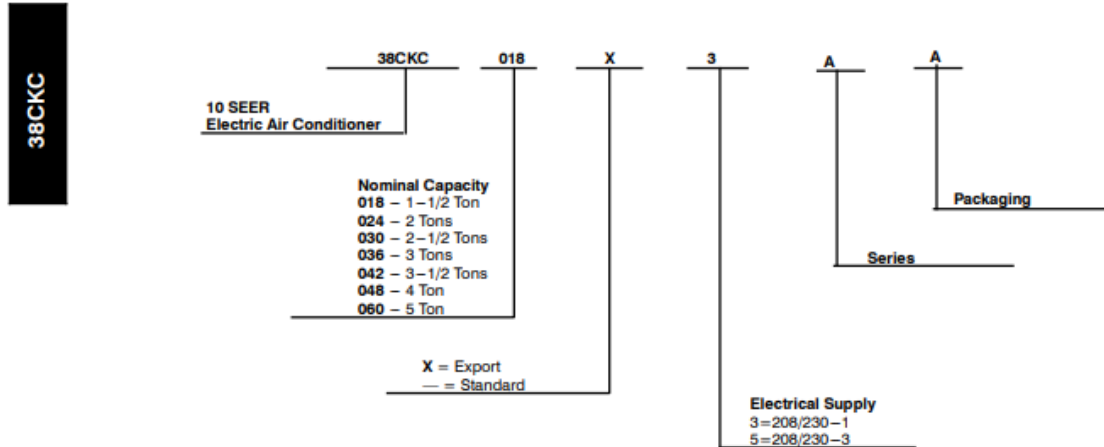 38CKC
38CKC 018 X 3 A A
10 SEER
Electric Air Conditioner
Nominal Capacity
018 – 1–1/2 Ton
024 – 2 Tons
030 – 2–1/2 Tons
036 – 3 Tons
042 – 3–1/2 Tons
048 – 4 Ton
060 – 5 Ton
Packaging
Series
X = Export
— = Standard
Electrical Supply
3=208/230–1
5=208/230–3